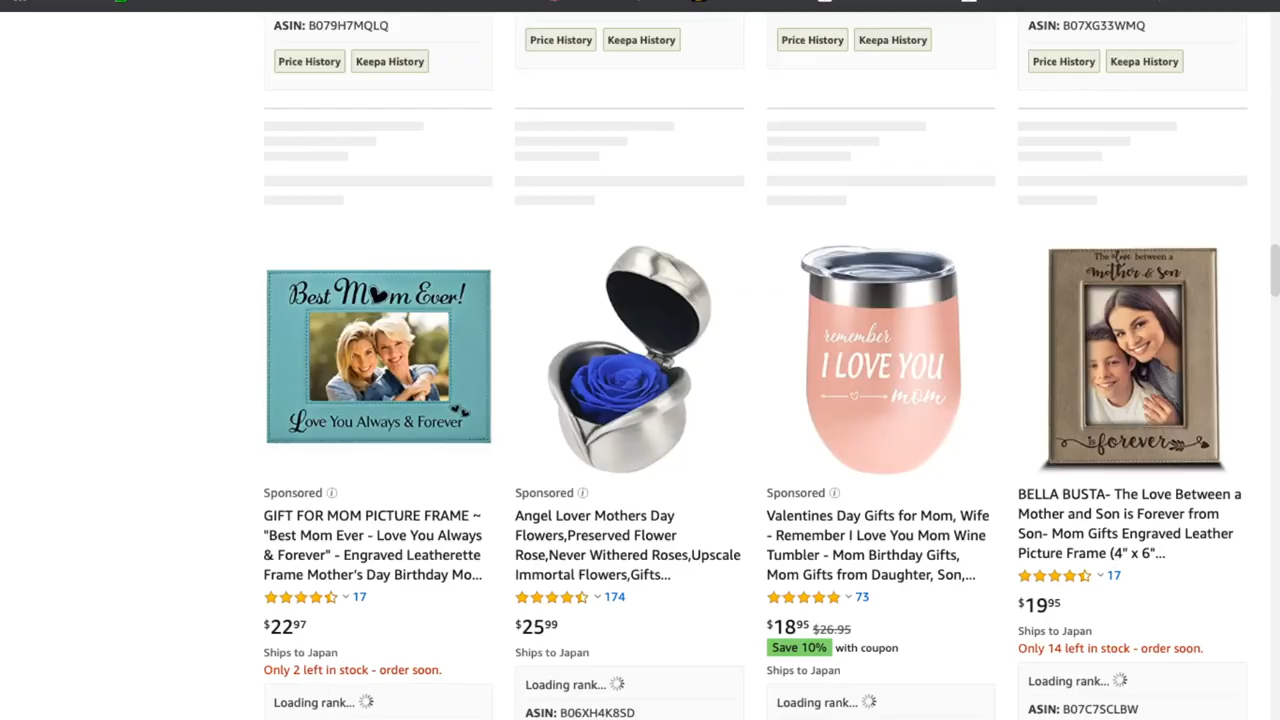 ASIN: B079H7MQLQ
Price History
Keepa History
Price History
Keepa History
Price History
Keepa History
ASIN: B07XG33WMQ
Price History
Keepa History
Best Mom Ever!
Love You Always & Forever
remember
I LOVE YOU
mom
The love between a
mother & son
is forever
Sponsored
GIFT FOR MOM PICTURE FRAME ~
"Best Mom Ever - Love You Always
& Forever" - Engraved Leatherette
Frame Mother's Day Birthday Mo...
17
$22.97
Ships to Japan
Only 2 left in stock - order soon.
Loading rank...
Sponsored
Angel Lover Mothers Day
Flowers,Preserved Flower
Rose,Never Withered Roses,Upscale
Immortal Flowers,Gifts...
174
$25.99
Ships to Japan
Loading rank...
ASIN: B06XH4K8SD
Sponsored
Valentines Day Gifts for Mom, Wife
- Remember I Love You Mom Wine
Tumbler - Mom Birthday Gifts,
Mom Gifts from Daughter, Son,...
73
$18.95 $26.95
Save 10% with coupon
Ships to Japan
Loading rank...
BELLA BUSTA- The Love Between a
Mother and Son is Forever from
Son- Mom Gifts Engraved Leather
Picture Frame (4" x 6"...
17
$19.95
Ships to Japan
Only 14 left in stock - order soon.
Loading rank...
ASIN: B07C7SCLBW